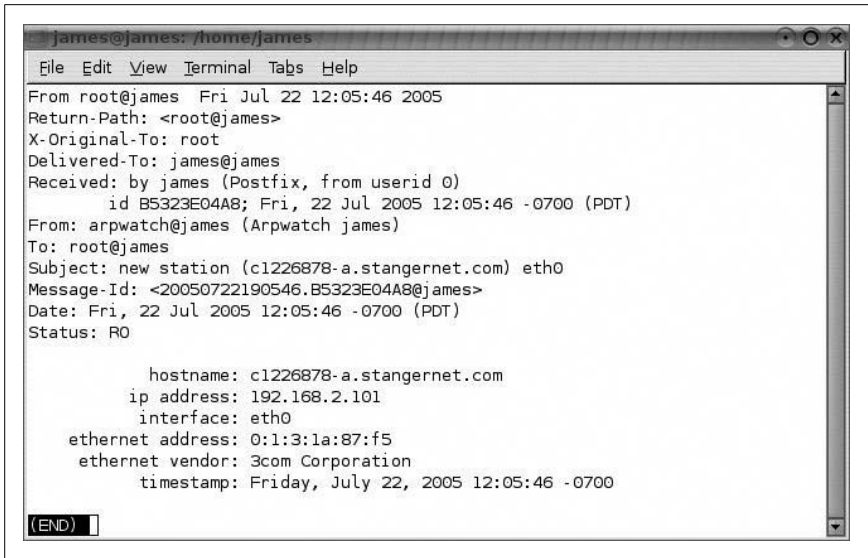 james@james: /home/james
File Edit View Terminal Tabs Help
From root@james  Fri Jul 22 12:05:46 2005
Return-Path: <root@james>
X-Original-To: root
Delivered-To: james@james
Received: by james (Postfix, from userid 0)
        id B5323E04A8; Fri, 22 Jul 2005 12:05:46 -0700 (PDT)
From: arpwatch@james (Arpwatch james)
To: root@james
Subject: new station (c1226878-a.stangernet.com) eth0
Message-Id: <20050722190546.B5323E04A8@james>
Date: Fri, 22 Jul 2005 12:05:46 -0700 (PDT)
Status: RO
            hostname: c1226878-a.stangernet.com
          ip address: 192.168.2.101
           interface: eth0
    ethernet address: 0:1:3:1a:87:f5
     ethernet vendor: 3com Corporation
           timestamp: Friday, July 22, 2005 12:05:46 -0700
(END)